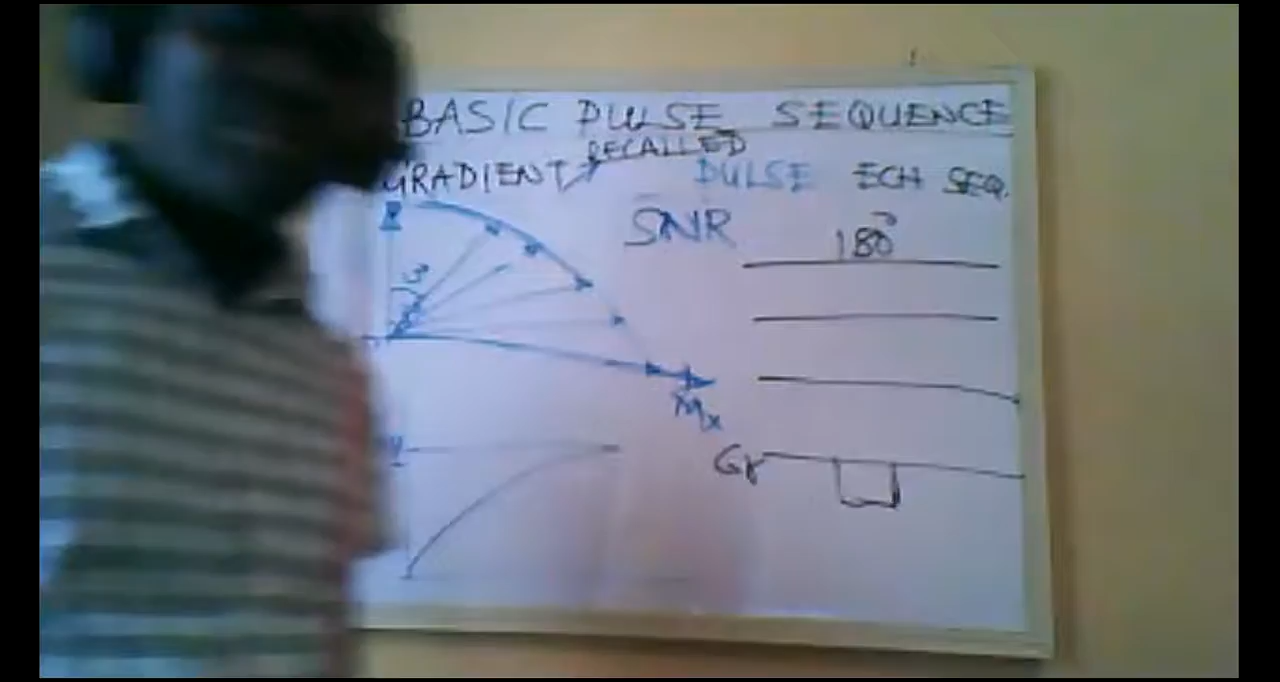 BASIC PULSE SEQUENCE
RECALLED
GRADIENT PULSE ECH SEQ.
SNR
180°
Mx
Gr